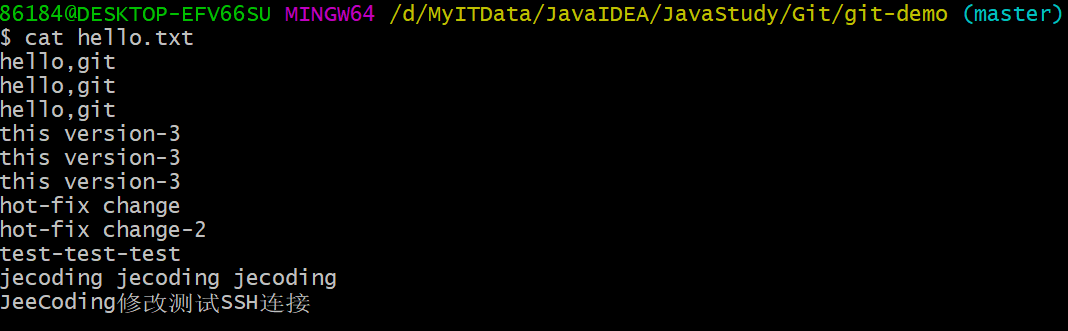 86184@DESKTOP-EFV66SU MINGW64 /d/MyITData/JavaIDEA/JavaStudy/Git/git-demo (master)
$ cat hello.txt
hello,git
hello,git
hello,git
this version-3
this version-3
this version-3
hot-fix change
hot-fix change-2
test-test-test
jecoding jecoding jecoding
JeeCoding修改测试SSH连接